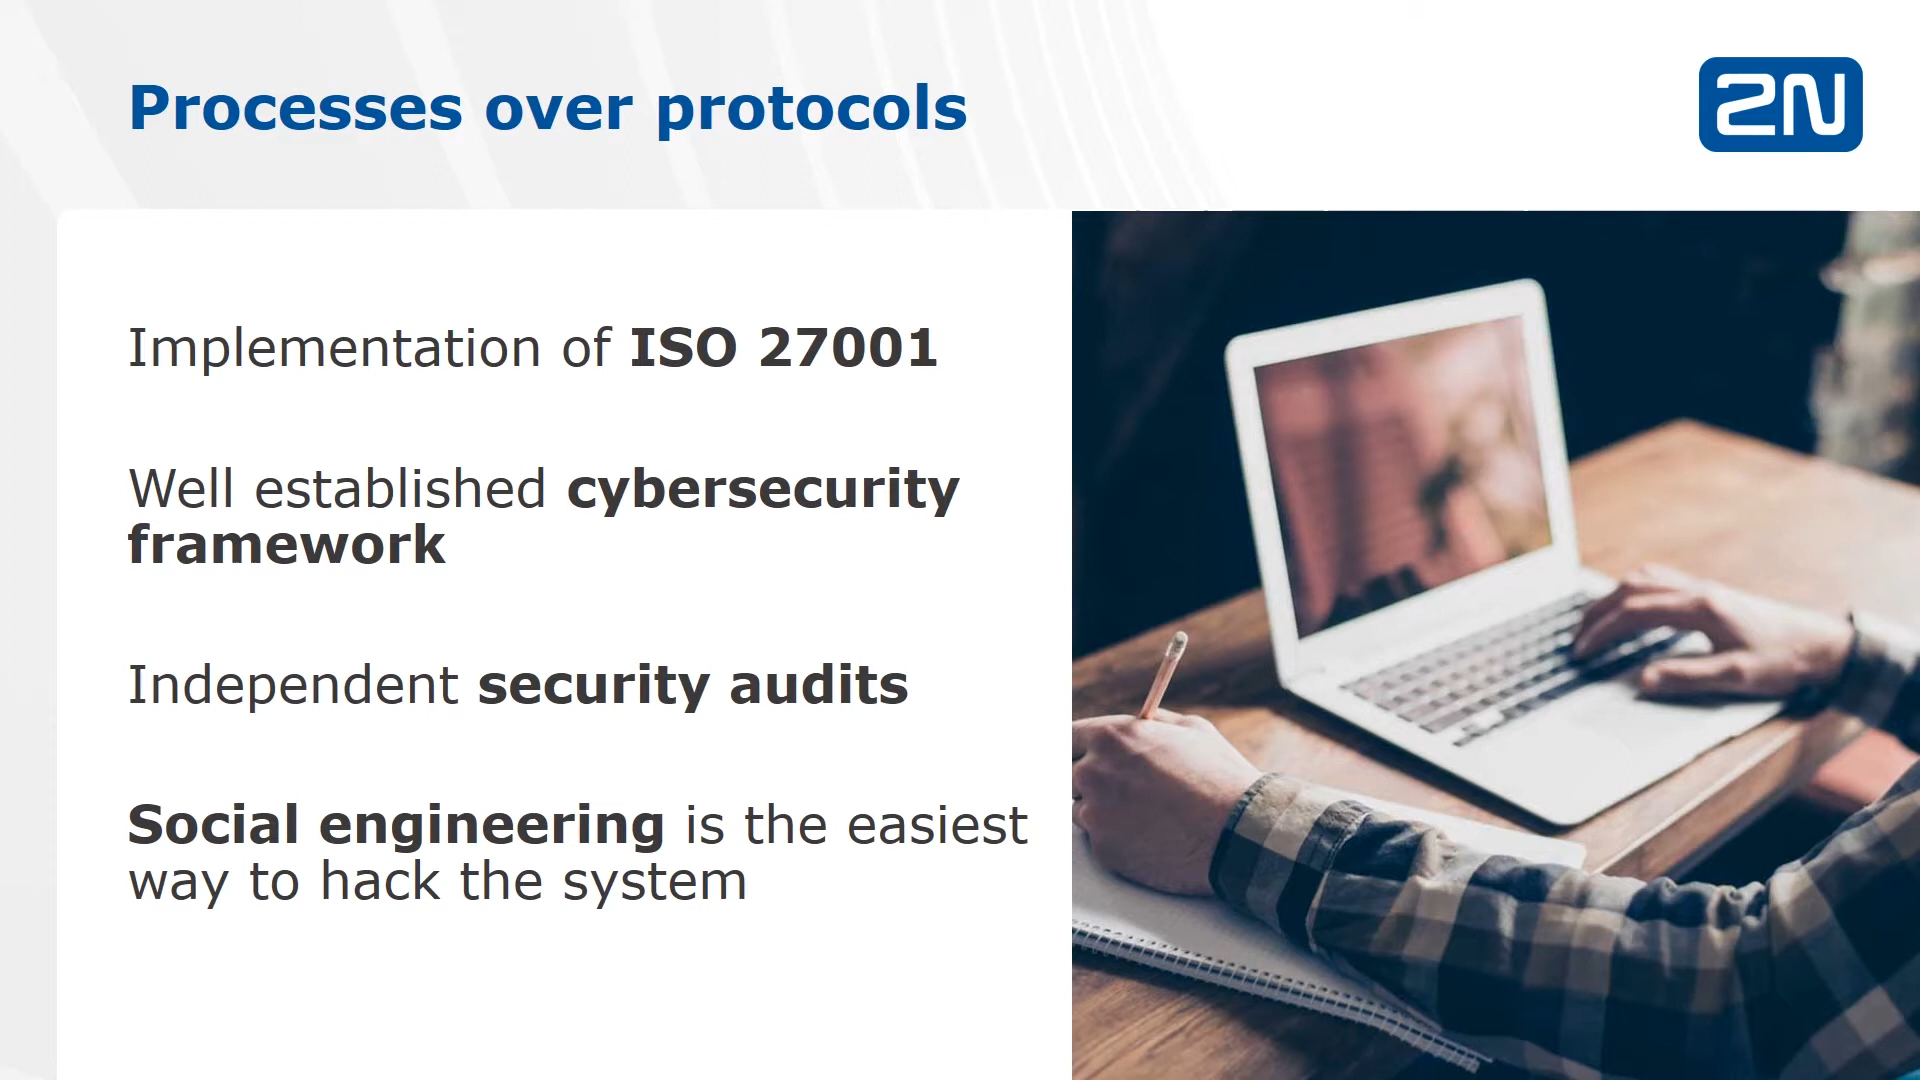 Processes over protocols
2N
Implementation of ISO 27001
Well established cybersecurity
framework
Independent security audits
Social engineering is the easiest
way to hack the system